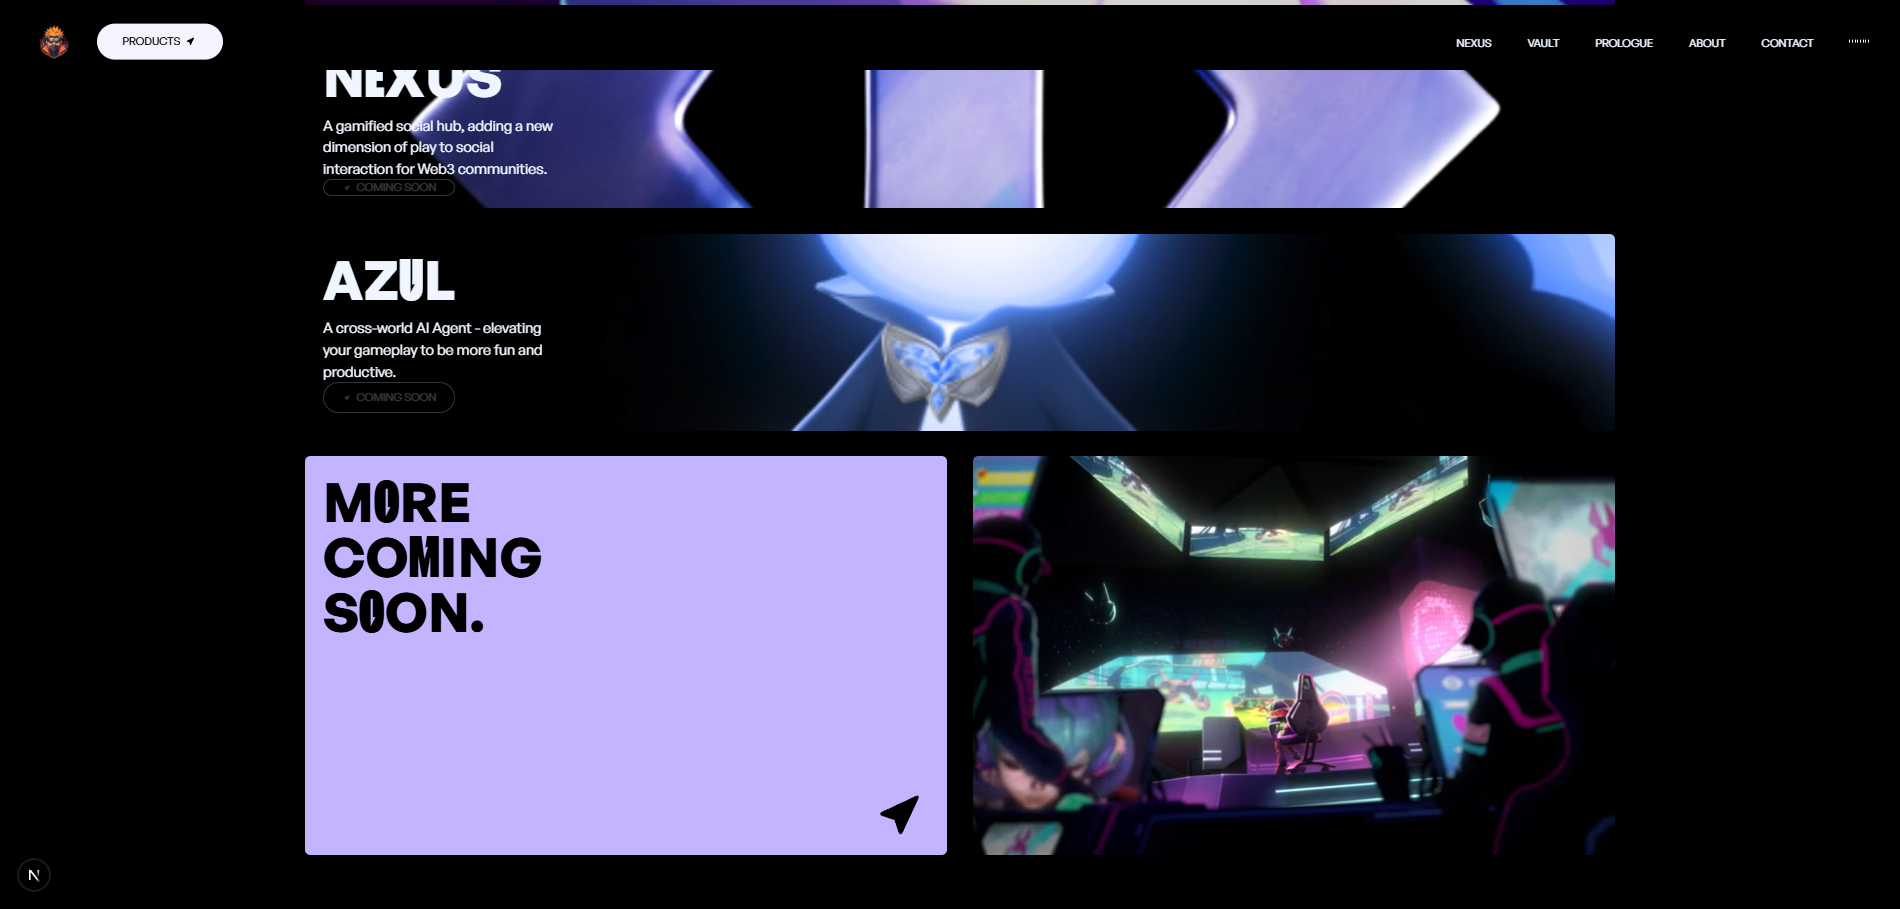 PRODUCTS
NEXUS
VAULT
PROLOGUE
ABOUT
CONTACT
NEXUS
A gamified social hub, adding a new
dimension of play to social
interaction for Web3 communities.
COMING SOON
AZUL
A cross-world AI Agent - elevating
your gameplay to be more fun and
productive.
COMING SOON
MORE
COMING
SOON.
N